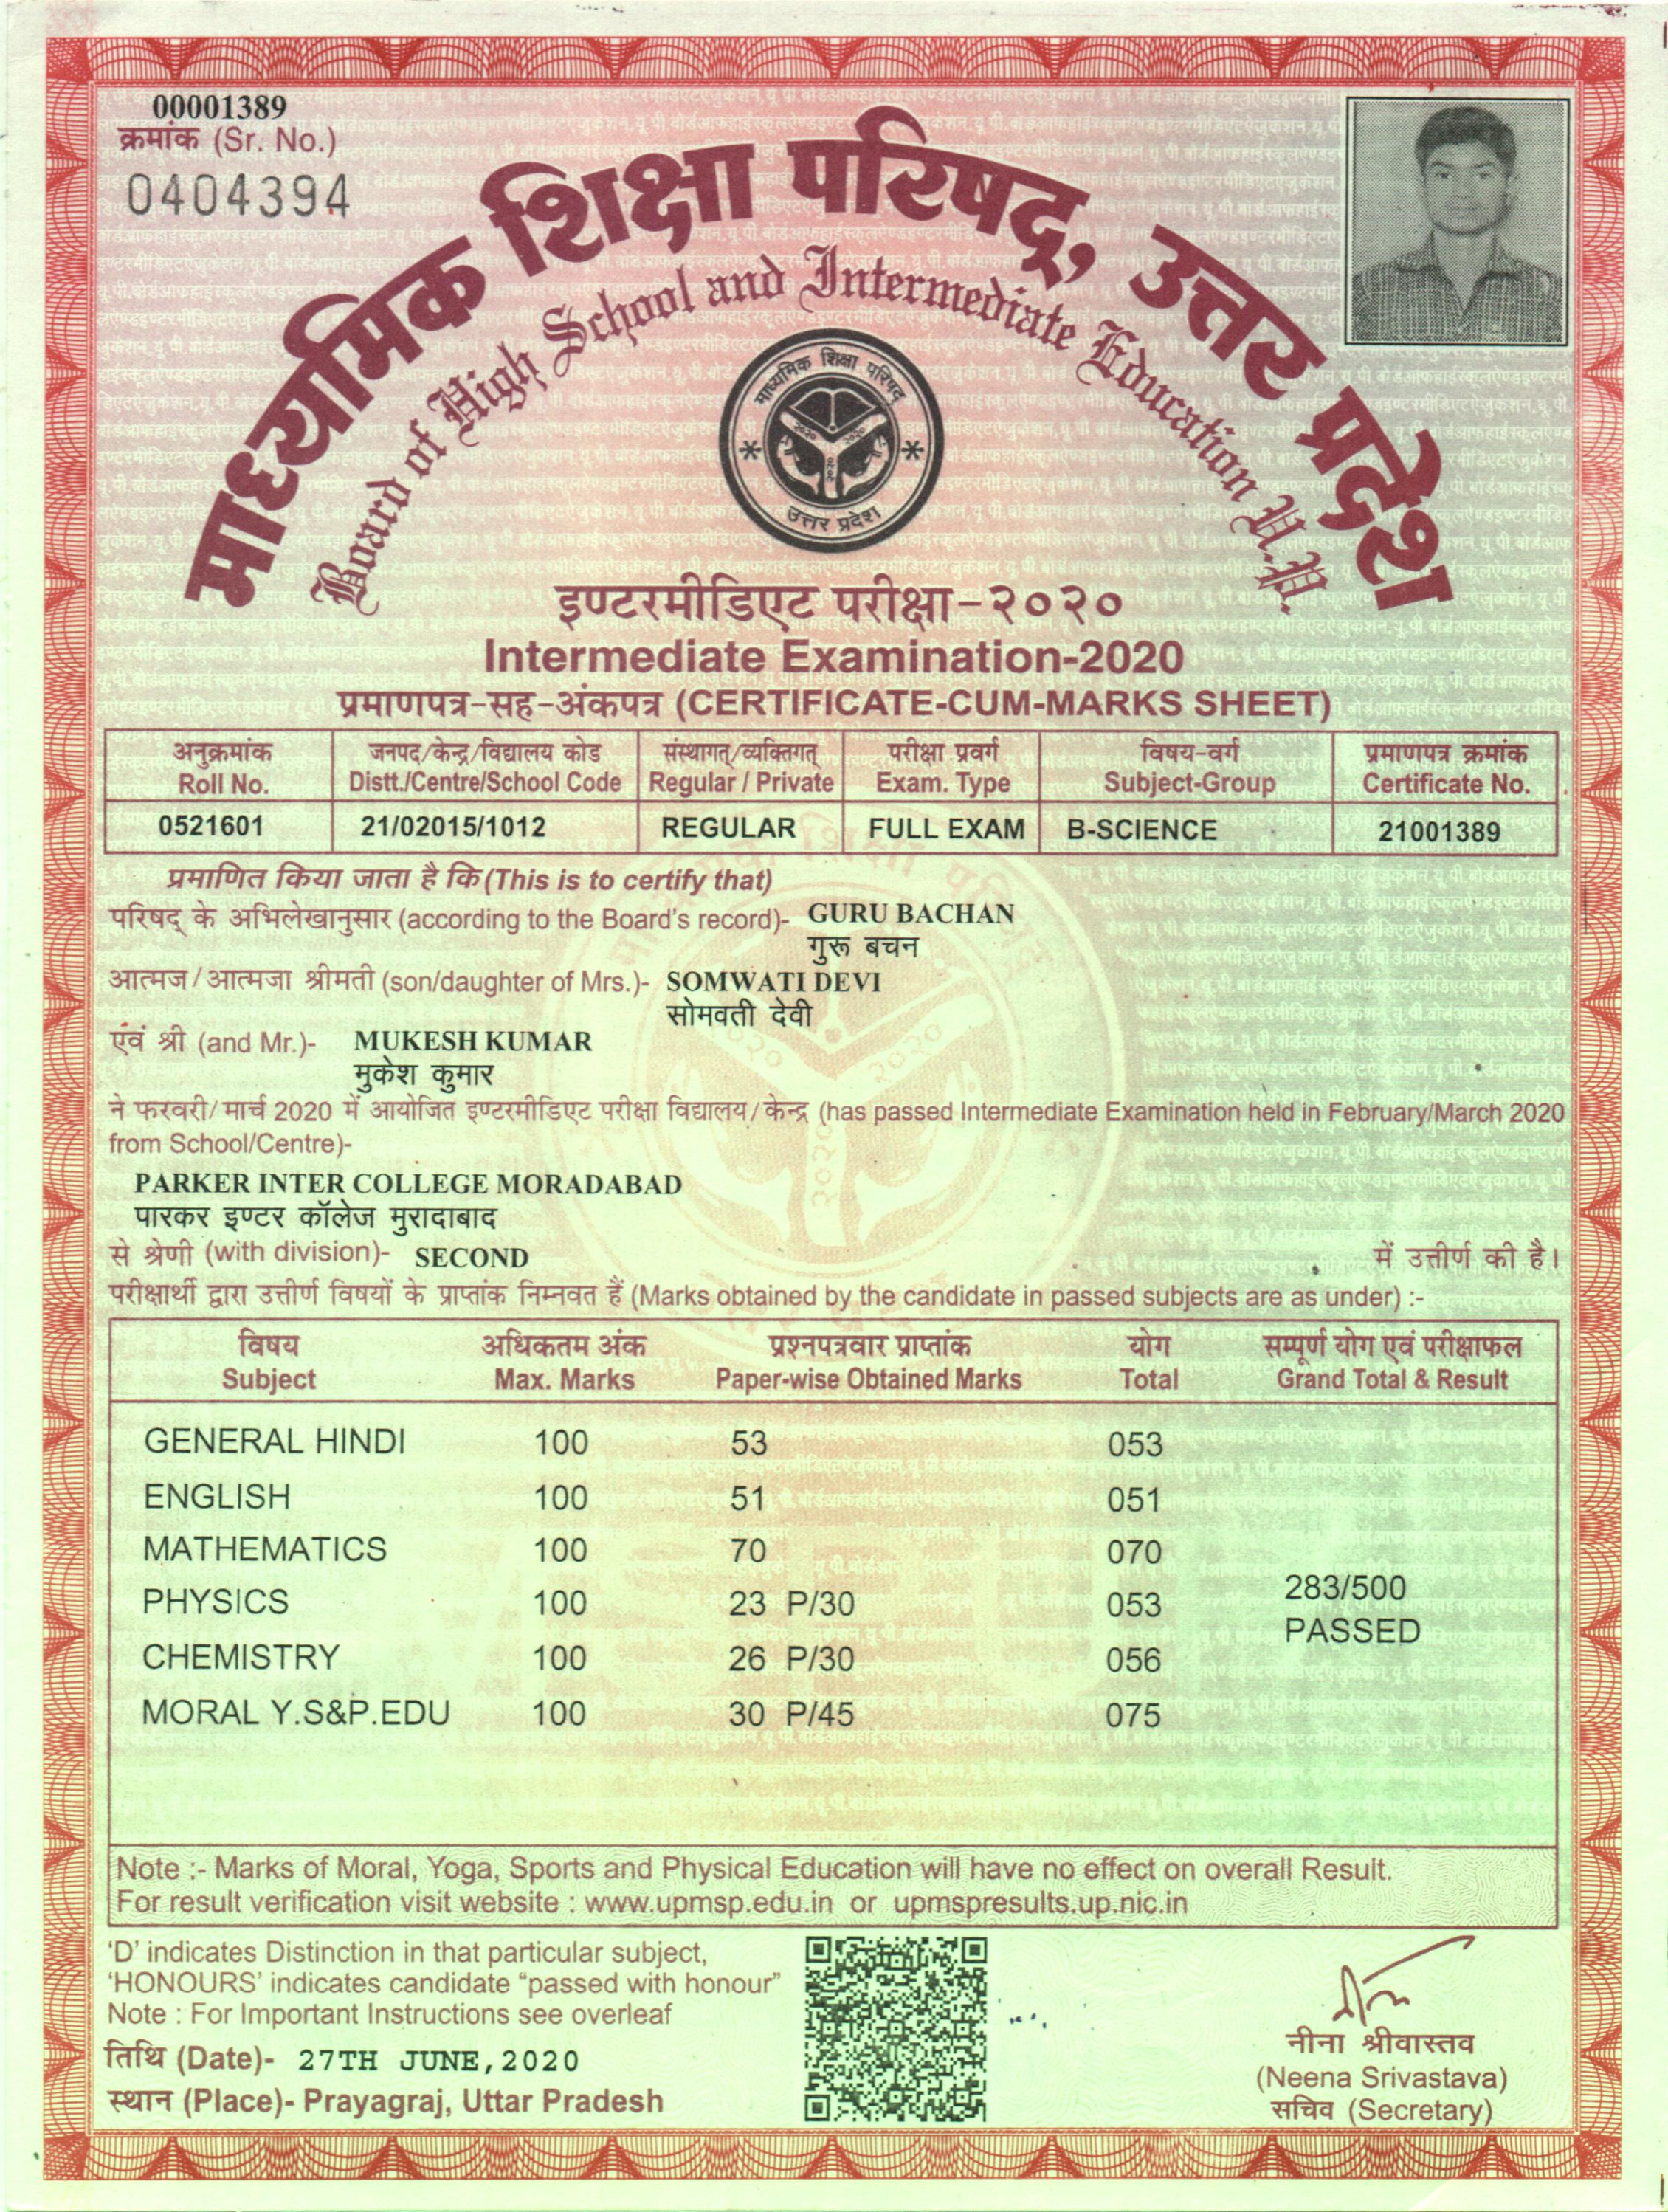 00001389
क्रमांक (Sr. No.)
0404394
माध्यमिक शिक्षा परिषद्, उत्तर प्रदेश
Board of High School and Intermediate Education U.P.
माध्यमिक शिक्षा परिषद
उत्तर प्रदेश
इण्टरमीडिएट परीक्षा-२०२०
Intermediate Examination-2020
प्रमाणपत्र-सह-अंकपत्र (CERTIFICATE-CUM-MARKS SHEET)
अनुक्रमांक जनपद/केन्द्र/विद्यालय कोड संस्थागत्/व्यक्तिगत् परीक्षा प्रवर्ग विषय-वर्ग प्रमाणपत्र क्रमांक
Roll No. Distt./Centre/School Code Regular / Private Exam. Type Subject-Group Certificate No.
0521601 21/02015/1012 REGULAR FULL EXAM B-SCIENCE 21001389
प्रमाणित किया जाता है कि (This is to certify that)
परिषद् के अभिलेखानुसार (according to the Board's record)- GURU BACHAN
गुरू बचन
आत्मज/आत्मजा श्रीमती (son/daughter of Mrs.)- SOMWATI DEVI
सोमवती देवी
एंवं श्री (and Mr.)- MUKESH KUMAR
मुकेश कुमार
ने फरवरी/मार्च 2020 में आयोजित इण्टरमीडिएट परीक्षा विद्यालय/केन्द्र (has passed Intermediate Examination held in February/March 2020
from School/Centre)-
PARKER INTER COLLEGE MORADABAD
पारकर इण्टर कॉलेज मुरादाबाद
से श्रेणी (with division)- SECOND में उत्तीर्ण की है।
परीक्षार्थी द्वारा उत्तीर्ण विषयों के प्राप्तांक निम्नवत हैं (Marks obtained by the candidate in passed subjects are as under) :-
विषय अधिकतम अंक प्रश्नपत्रवार प्राप्तांक योग सम्पूर्ण योग एवं परीक्षाफल
Subject Max. Marks Paper-wise Obtained Marks Total Grand Total & Result
GENERAL HINDI 100 53 053
ENGLISH 100 51 051
MATHEMATICS 100 70 070
283/500
PHYSICS 100 23 P/30 053
PASSED
CHEMISTRY 100 26 P/30 056
MORAL Y.S&P.EDU 100 30 P/45 075
Note :- Marks of Moral, Yoga, Sports and Physical Education will have no effect on overall Result.
For result verification visit website : www.upmsp.edu.in or upmspresults.up.nic.in
'D' indicates Distinction in that particular subject,
'HONOURS' indicates candidate "passed with honour"
Note : For Important Instructions see overleaf
तिथि (Date)- 27TH JUNE,2020
स्थान (Place)- Prayagraj, Uttar Pradesh
नीना श्रीवास्तव
(Neena Srivastava)
सचिव (Secretary)